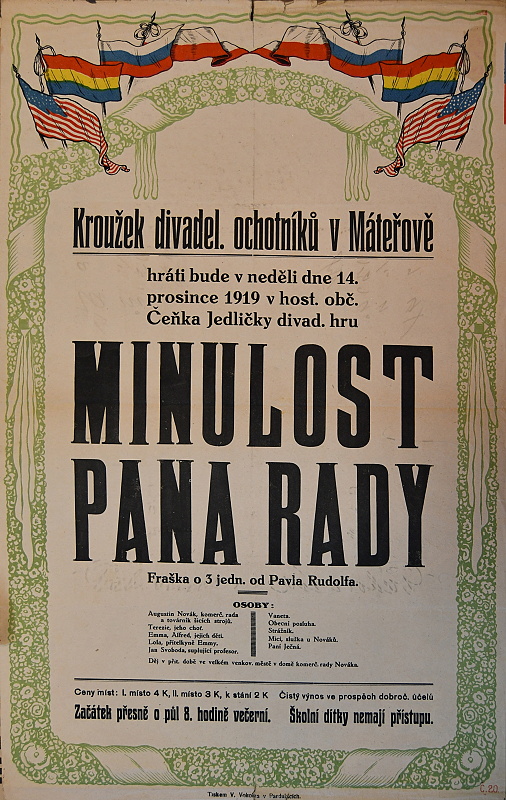 Kroužek divadel. ochotníků v Máteřově
hráti bude v neděli dne 14.
prosince 1919 v host. obč.
Čeňka Jedličky divad. hru
MINULOST
PANA RADY
Fraška o 3 jedn. od Pavla Rudolfa.
OSOBY:
Augustin Novák, komerč. rada
a továrník šicích strojů.
Terezie, jeho choť.
Emma, Alfred, jejich děti.
Lola, přítelkyně Emmy.
Jan Svoboda, suplující profesor.
Vaneta.
Obecní posluha.
Strážník.
Mici, služka u Nováků.
Paní Ječná.
Děj v přít. době ve velkém venkov. městě v domě komerč. rady Nováka.
Ceny míst: I. místo 4 K, II. místo 3 K, k stání 2 K Čistý výnos ve prospěch dobroč. účelů
Začátek přesně o půl 8. hodině večerní. Školní dítky nemají přístupu.
Tiskem V. Vokolka v Pardubicích.
Č. 20